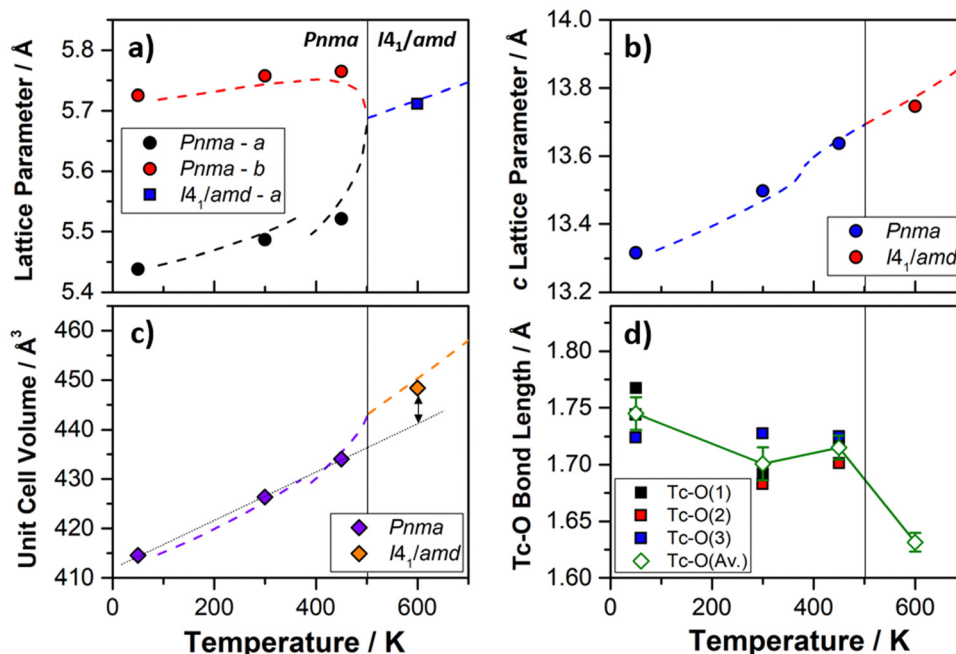 a)
Pnma
I4₁/amd
Lattice Parameter / Å
5.8
5.7
5.6
5.5
5.4
Pnma - a
Pnma - b
I4₁/amd - a
b)
c Lattice Parameter / Å
14.0
13.8
13.6
13.4
13.2
Pnma
I4₁/amd
c)
Unit Cell Volume / Å³
460
450
440
430
420
410
Pnma
I4₁/amd
0 200 400 600
Temperature / K
d)
Tc-O Bond Length / Å
1.80
1.75
1.70
1.65
1.60
Tc-O(1)
Tc-O(2)
Tc-O(3)
Tc-O(Av.)
0 200 400 600
Temperature / K